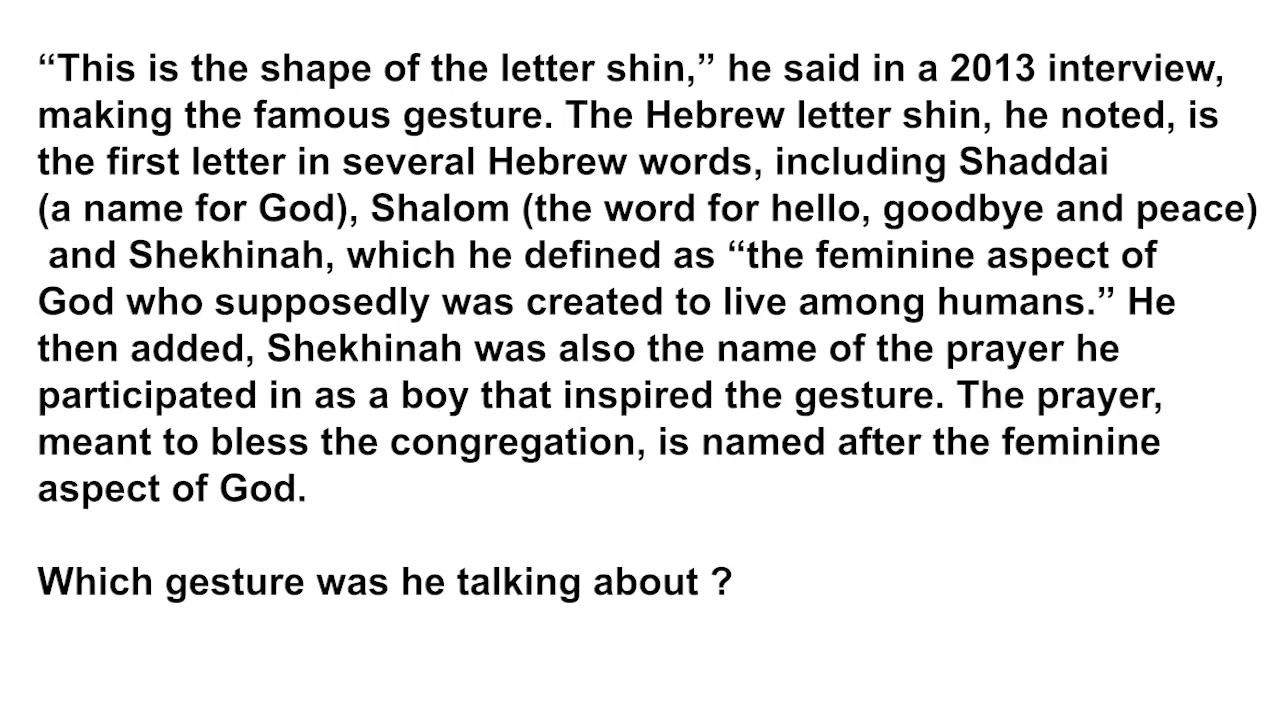 “This is the shape of the letter shin,” he said in a 2013 interview,
making the famous gesture. The Hebrew letter shin, he noted, is
the first letter in several Hebrew words, including Shaddai
(a name for God), Shalom (the word for hello, goodbye and peace)
and Shekhinah, which he defined as “the feminine aspect of
God who supposedly was created to live among humans.” He
then added, Shekhinah was also the name of the prayer he
participated in as a boy that inspired the gesture. The prayer,
meant to bless the congregation, is named after the feminine
aspect of God.
Which gesture was he talking about ?